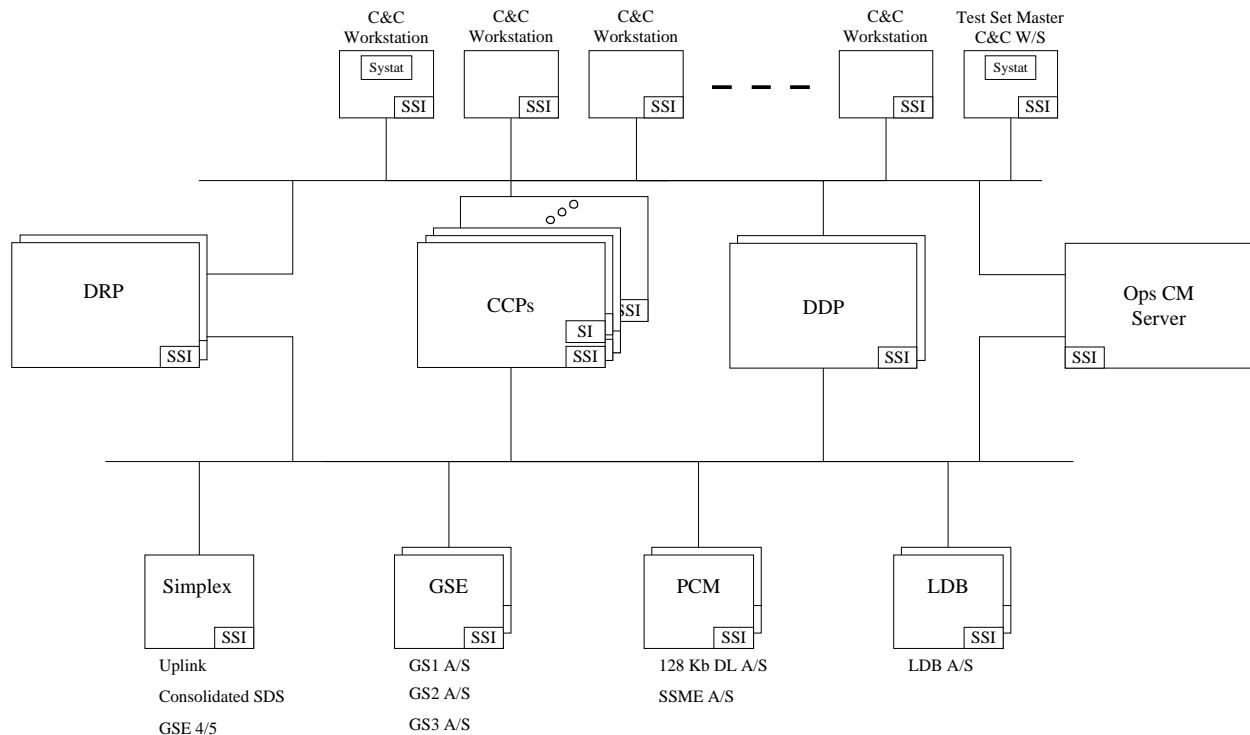 C&C
Workstation
C&C
Workstation
C&C
Workstation
C&C
Workstation
Test Set Master
C&C W/S
Systat
SSI
SSI
SSI
SSI
Systat
SSI
DRP
SSI
CCPs
SI
SSI
SSI
DDP
SSI
Ops CM
Server
SSI
Simplex
SSI
GSE
SSI
PCM
SSI
LDB
SSI
Uplink
Consolidated SDS
GSE 4/5
GS1 A/S
GS2 A/S
GS3 A/S
128 Kb DL A/S
SSME A/S
LDB A/S